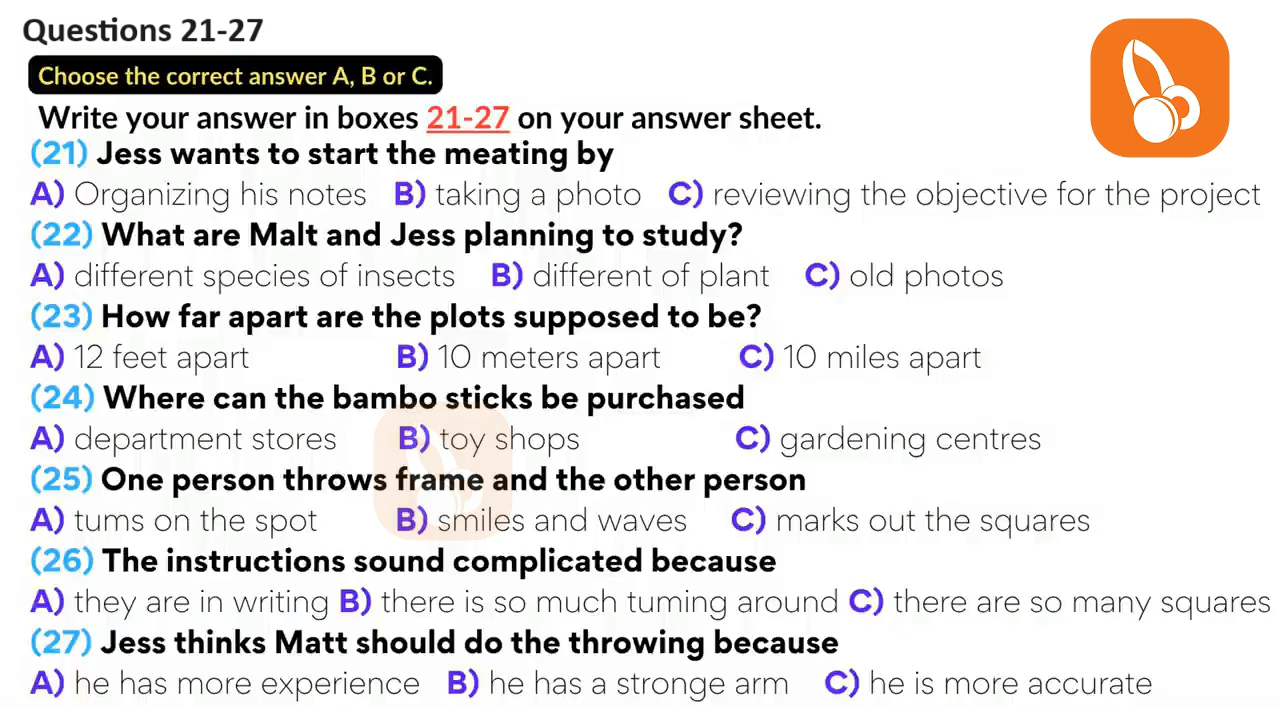 Questions 21-27
Choose the correct answer A, B or C.
Write your answer in boxes 21-27 on your answer sheet.
(21) Jess wants to start the meating by
A) Organizing his notes B) taking a photo C) reviewing the objective for the project
(22) What are Malt and Jess planning to study?
A) different species of insects B) different of plant C) old photos
(23) How far apart are the plots supposed to be?
A) 12 feet apart B) 10 meters apart C) 10 miles apart
(24) Where can the bambo sticks be purchased
A) department stores B) toy shops C) gardening centres
(25) One person throws frame and the other person
A) tums on the spot B) smiles and waves C) marks out the squares
(26) The instructions sound complicated because
A) they are in writing B) there is so much tuming around C) there are so many squares
(27) Jess thinks Matt should do the throwing because
A) he has more experience B) he has a stronge arm C) he is more accurate